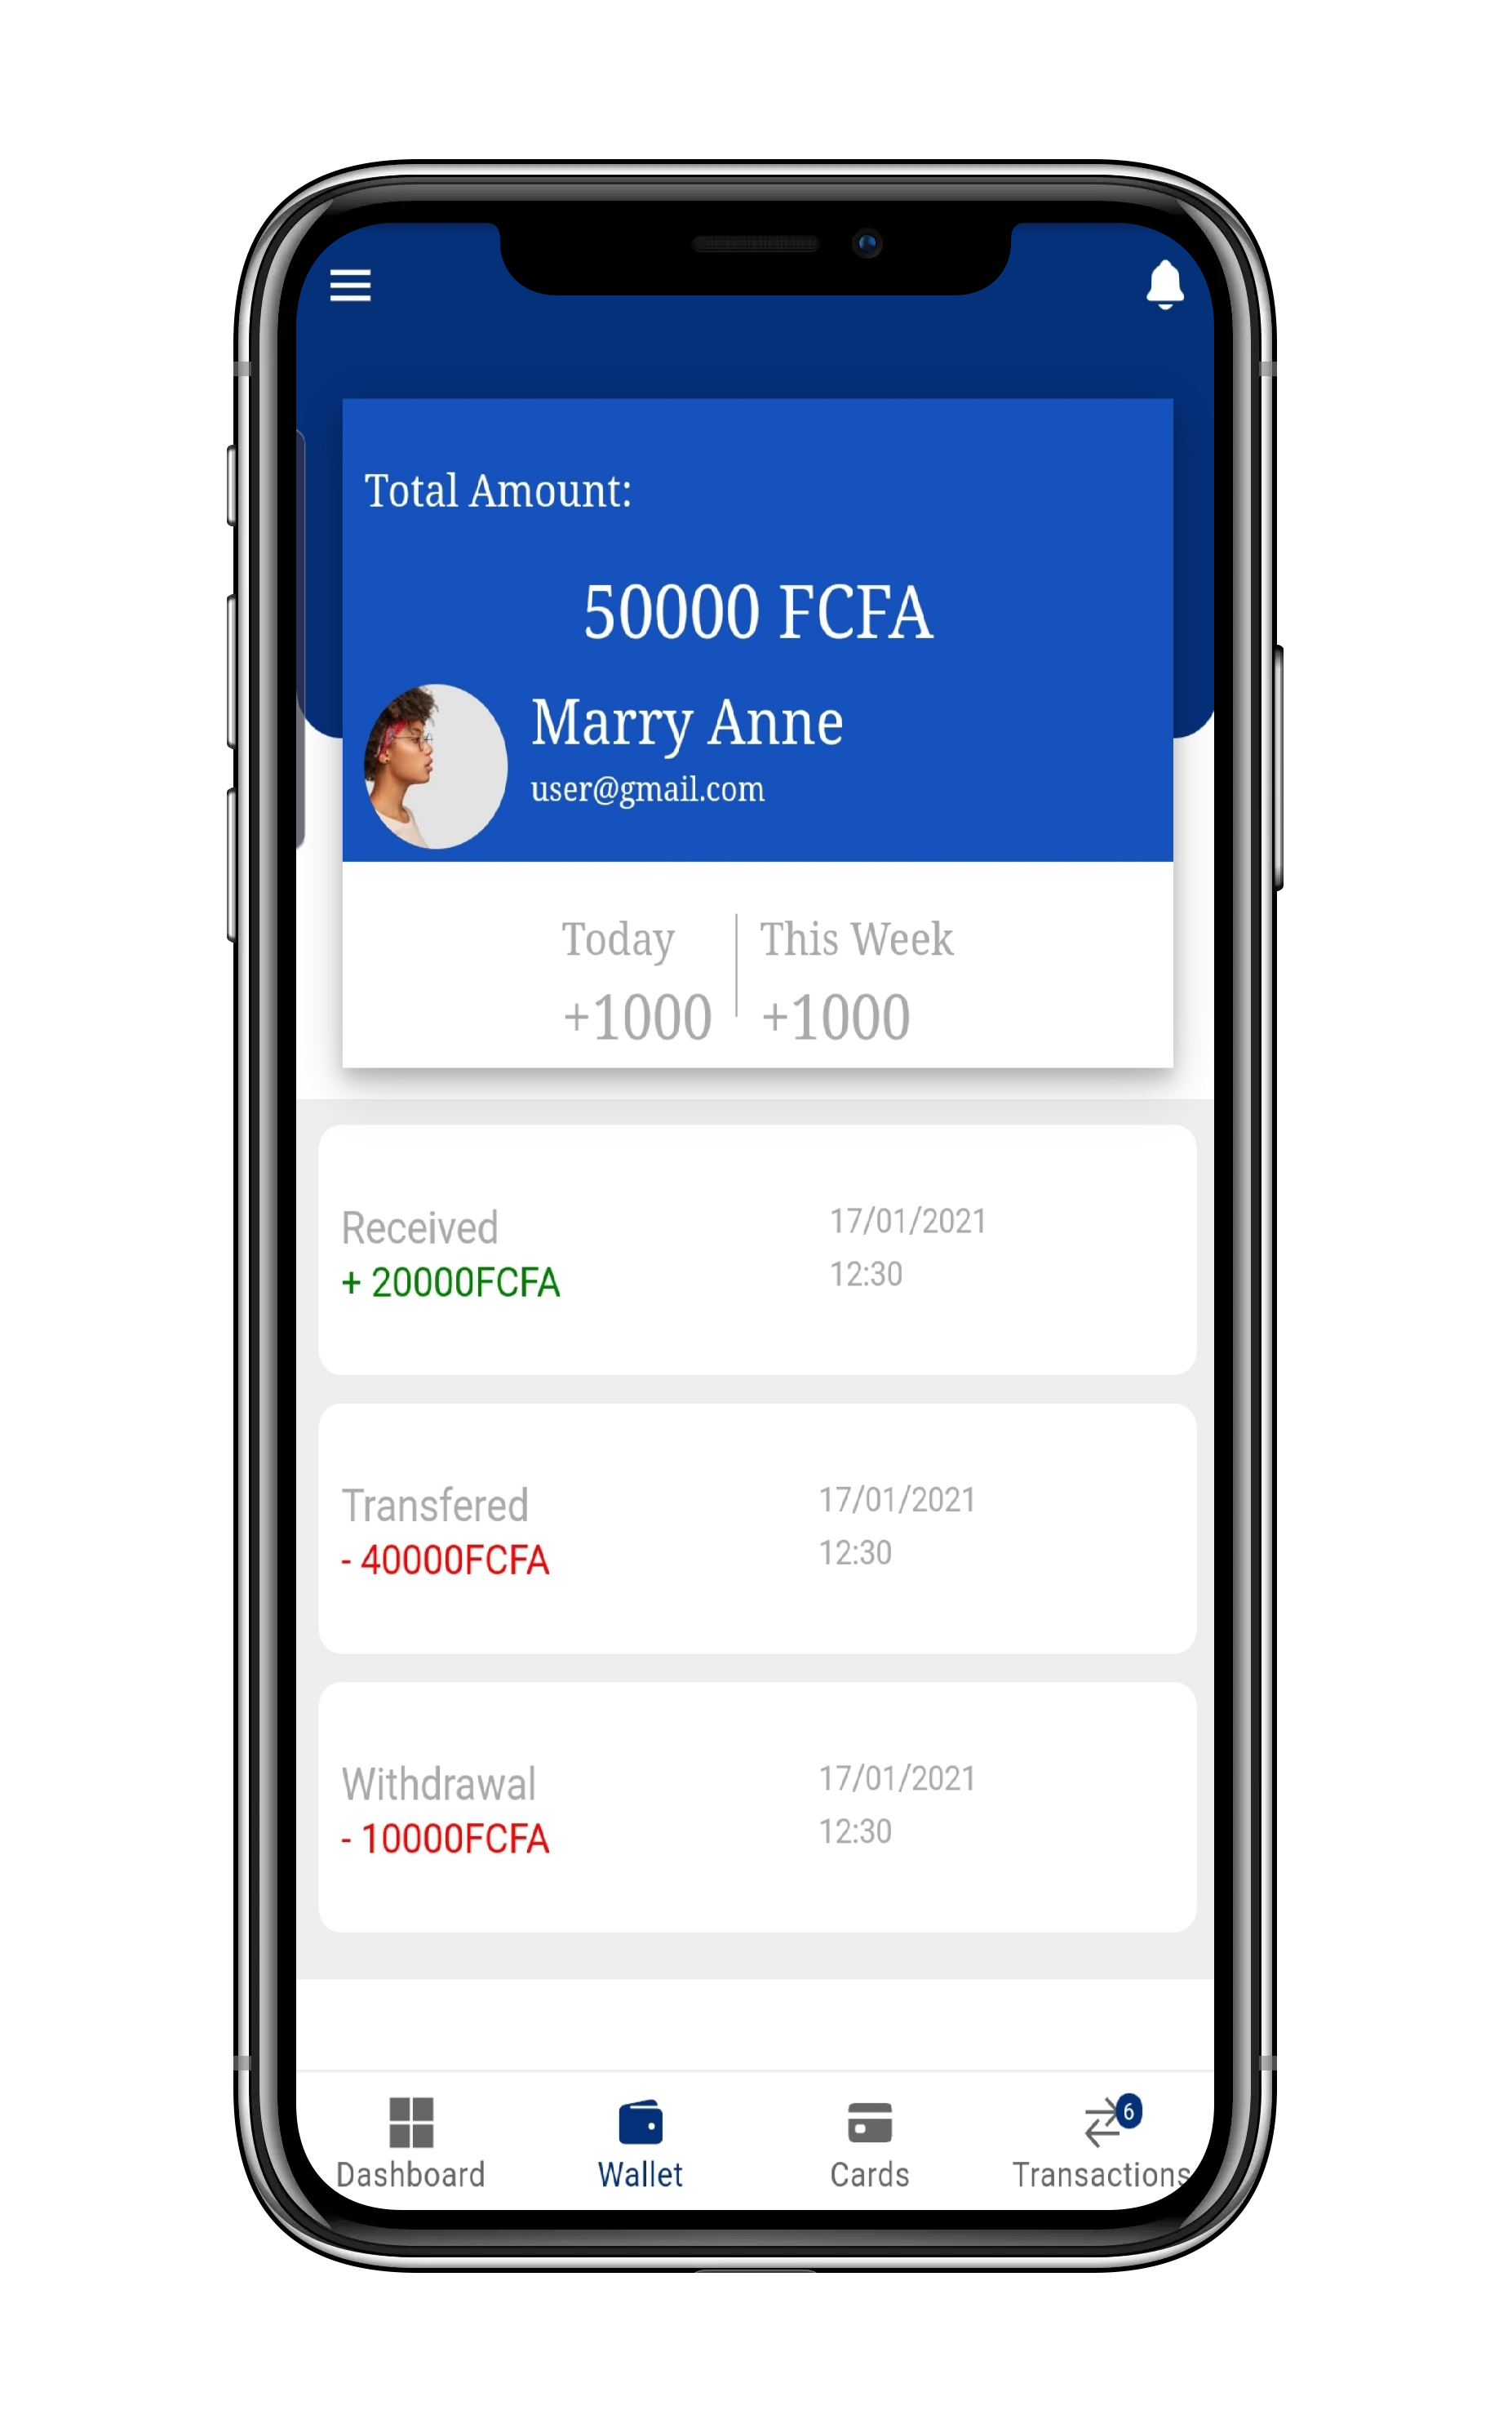 Total Amount:
50000 FCFA
Marry Anne
user@gmail.com
Today
This Week
+1000
+1000
Received
17/01/2021
+ 20000FCFA
12:30
Transfered
17/01/2021
- 40000FCFA
12:30
Withdrawal
17/01/2021
- 10000FCFA
12:30
6
Dashboard
Wallet
Cards
Transactions